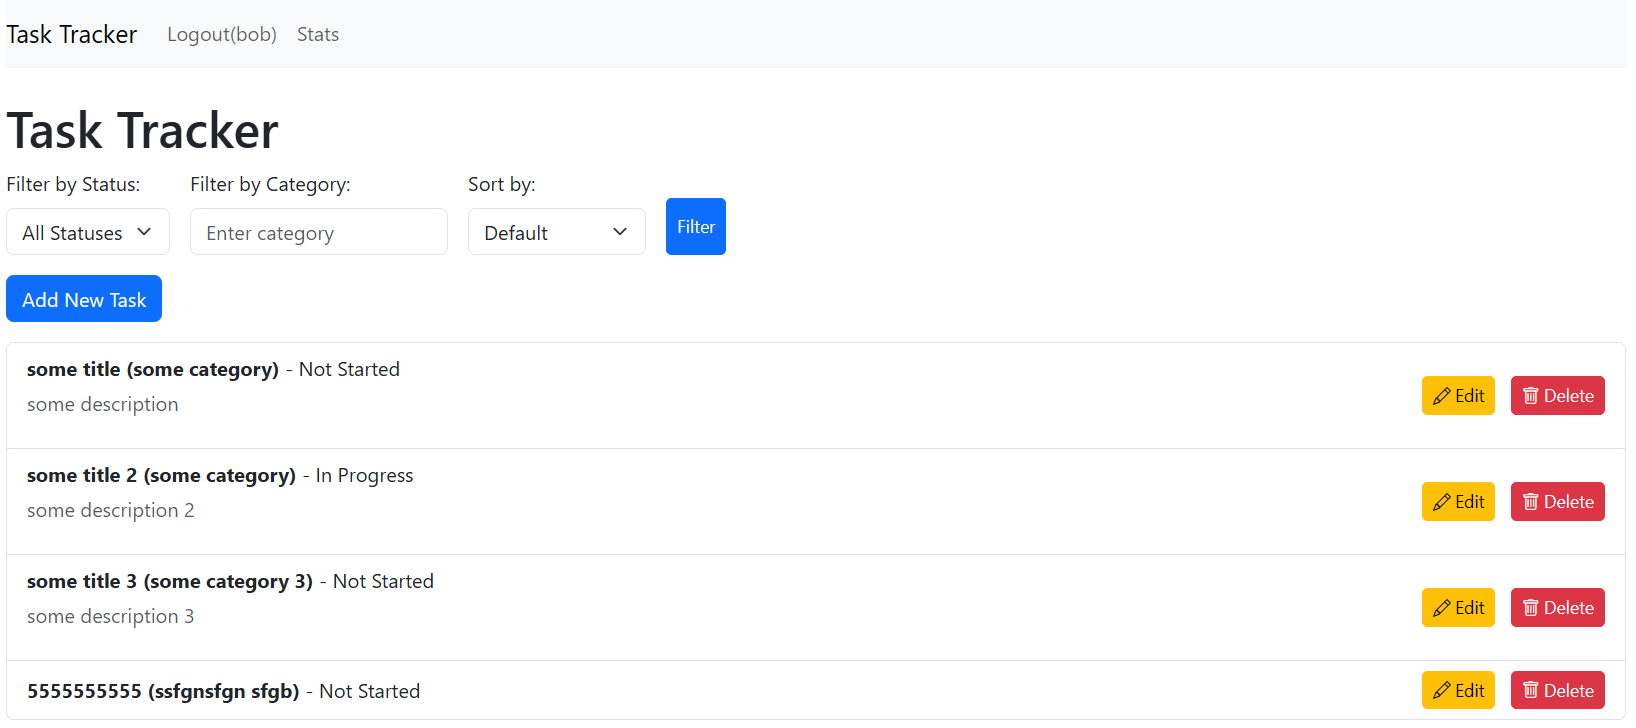 Task Tracker Logout(bob) Stats
Task Tracker
Filter by Status: Filter by Category: Sort by:
All Statuses Enter category Default Filter
Add New Task
some title (some category) - Not Started
some description
Edit Delete
some title 2 (some category) - In Progress
some description 2
Edit Delete
some title 3 (some category 3) - Not Started
some description 3
Edit Delete
5555555555 (ssfgnsfgn sfgb) - Not Started
Edit Delete